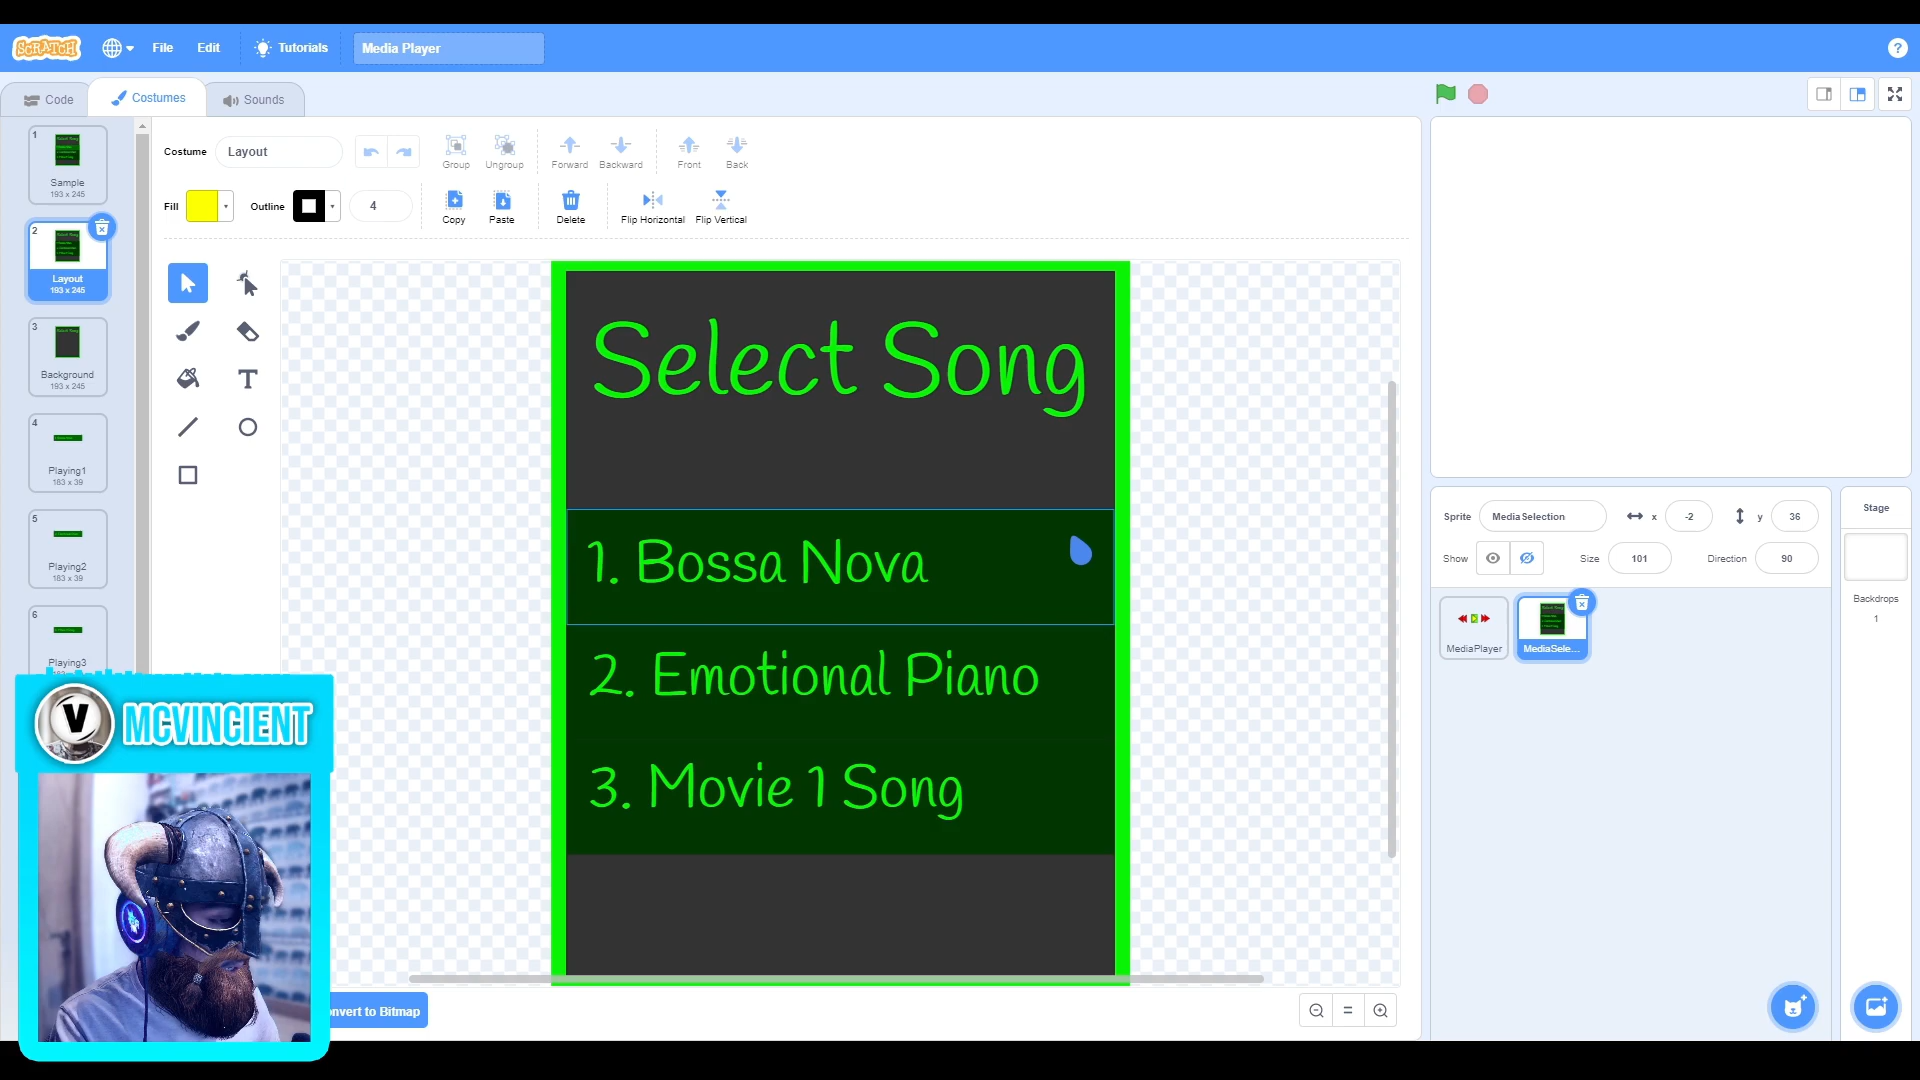 SCRATCH
File
Edit
Tutorials
Media Player
?
Code
Costumes
Sounds
1
Sample
193 x 245
2
Layout
193 x 245
3
Background
193 x 245
4
Playing1
183 x 39
5
Playing2
183 x 39
6
Playing3
Costume
Layout
Group
Ungroup
Forward
Backward
Front
Back
Fill
Outline
4
Copy
Paste
Delete
Flip Horizontal
Flip Vertical
T
Select Song
1. Bossa Nova
2. Emotional Piano
3. Movie 1 Song
nvert to Bitmap
=
Sprite
MediaSelection
x
-2
y
36
Show
Size
101
Direction
90
MediaPlayer
MediaSele...
Stage
Backdrops
1
V
MCVINCIENT